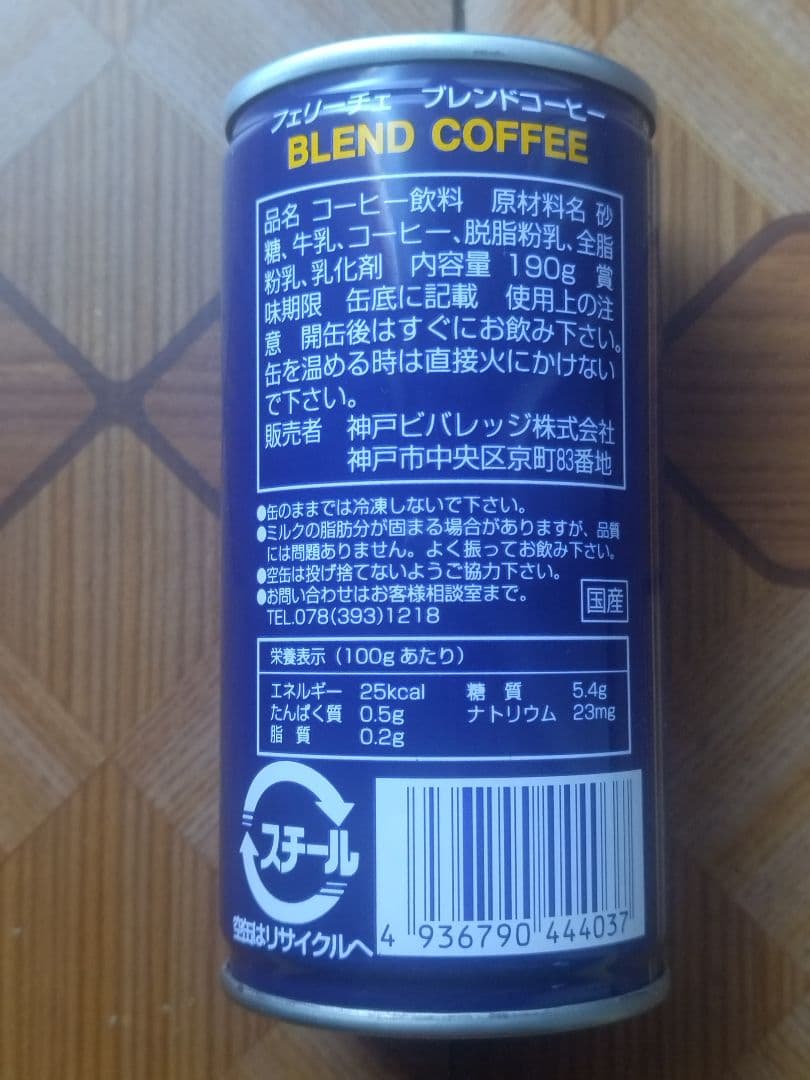 フェリーチェ ブレンドコーヒー
BLEND COFFEE
品名 コーヒー飲料 原材料名 砂
糖、牛乳、コーヒー、脱脂粉乳、全脂
粉乳、乳化剤 内容量 190g 賞
味期限 缶底に記載 使用上の注
意 開缶後はすぐにお飲み下さい。
缶を温める時は直接火にかけない
で下さい。
販売者 神戸ビバレッジ株式会社
神戸市中央区京町83番地
●缶のままでは冷凍しないで下さい。
●ミルクの脂肪分が固まる場合がありますが、品質
には問題ありません。よく振ってお飲み下さい。
●空缶は投げ捨てないようご協力下さい。
●お問い合わせはお客様相談室まで。
TEL.078(393)1218
国産
栄養表示（100gあたり）
エネルギー 25kcal 糖質 5.4g
たんぱく質 0.5g ナトリウム 23mg
脂質 0.2g
スチール
空缶はリサイクルへ
4 936790 444037